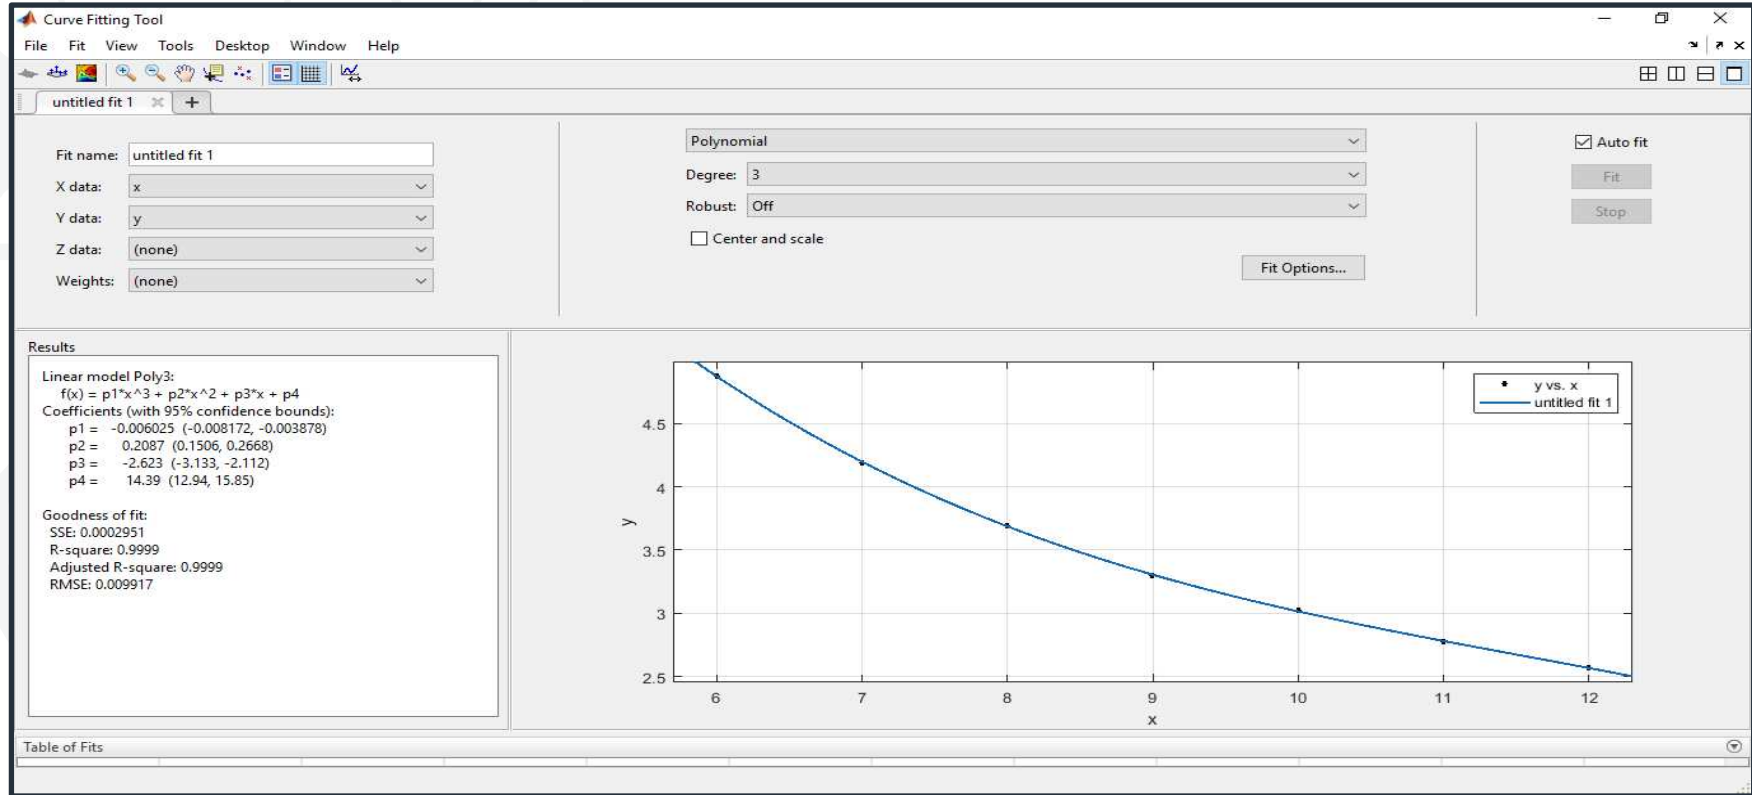 Curve Fitting Tool
File Fit View Tools Desktop Window Help
untitled fit 1
Fit name: untitled fit 1
X data: x
Y data: y
Z data: (none)
Weights: (none)
Polynomial
Degree: 3
Robust: Off
Center and scale
Fit Options...
Auto fit
Fit
Stop
Results
Linear model Poly3:
f(x) = p1*x^3 + p2*x^2 + p3*x + p4
Coefficients (with 95% confidence bounds):
p1 = -0.006025 (-0.008172, -0.003878)
p2 = 0.2087 (0.1506, 0.2668)
p3 = -2.623 (-3.133, -2.112)
p4 = 14.39 (12.94, 15.85)
Goodness of fit:
SSE: 0.0002951
R-square: 0.9999
Adjusted R-square: 0.9999
RMSE: 0.009917
y vs. x
untitled fit 1
4.5
4
3.5
3
2.5
y
6 7 8 9 10 11 12
x
Table of Fits